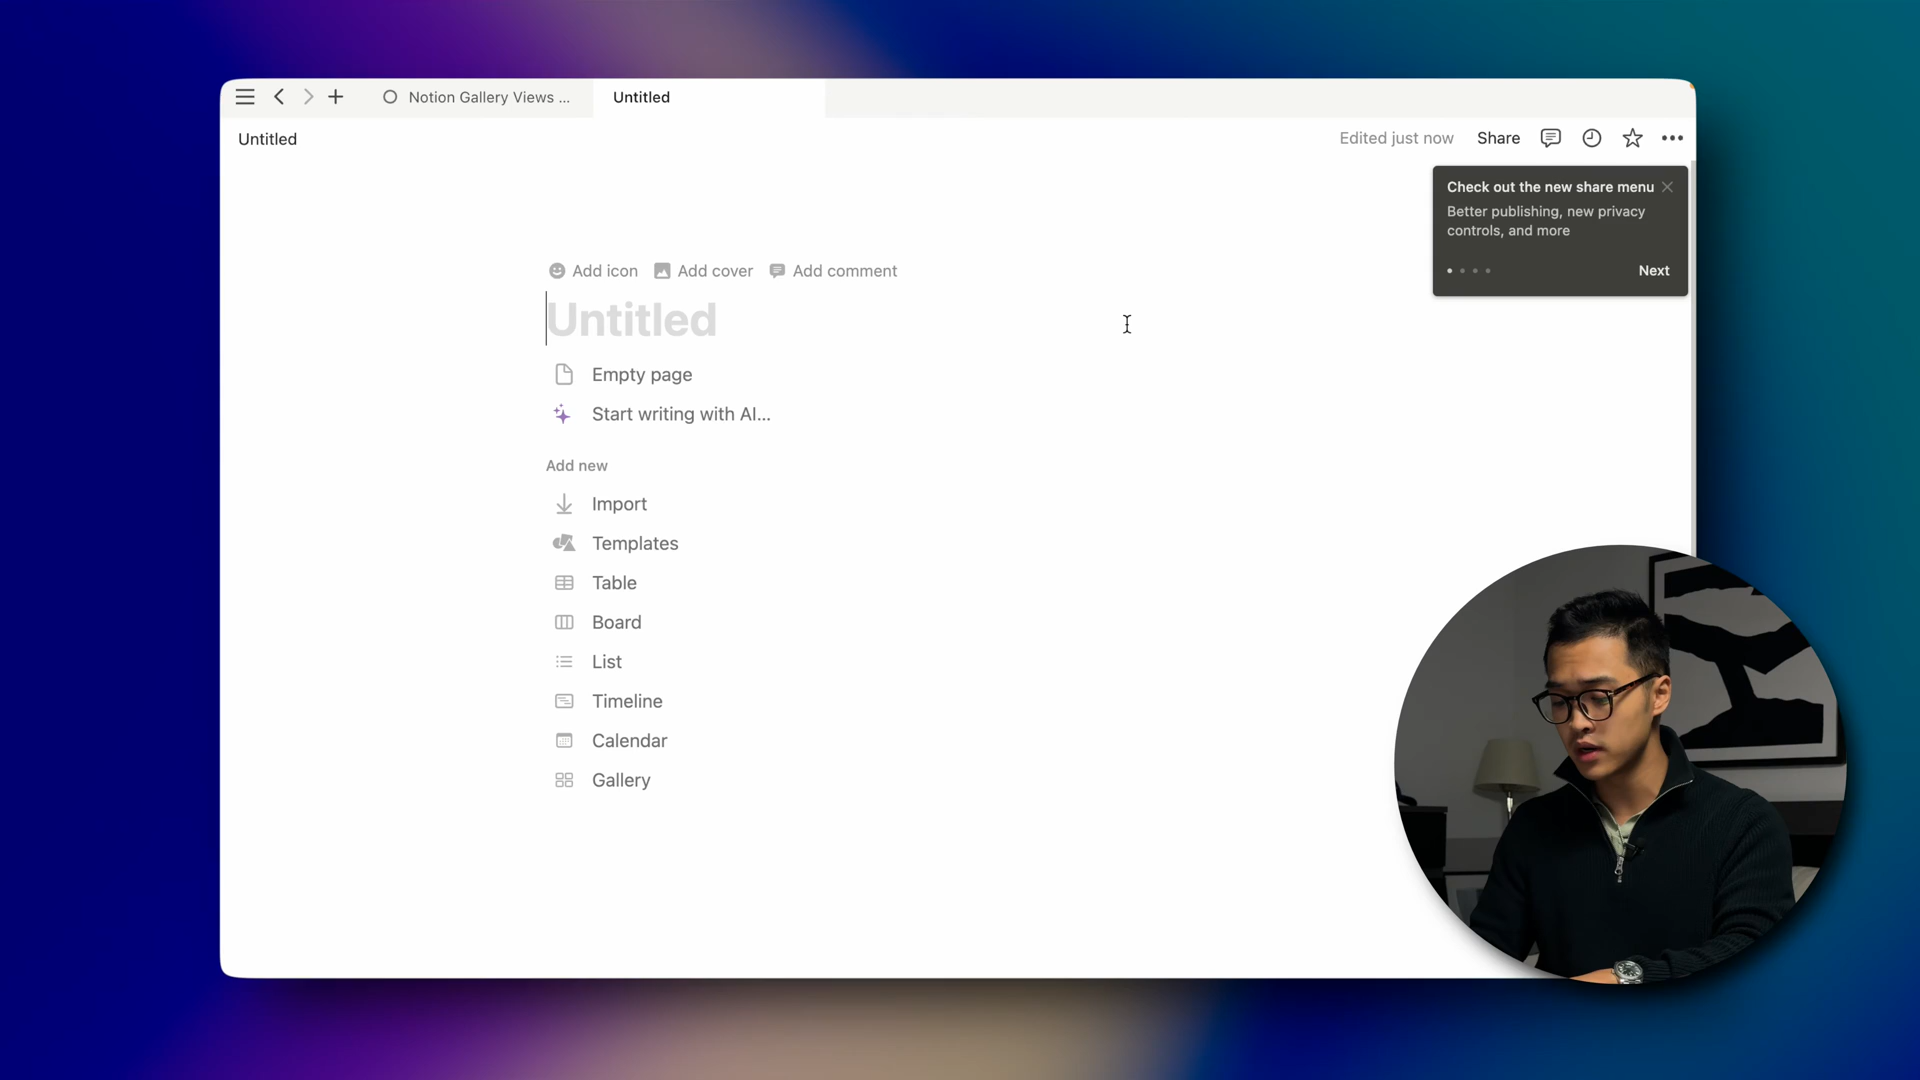 Notion Gallery Views ...
Untitled
Untitled
Edited just now
Share
Check out the new share menu
Better publishing, new privacy
controls, and more
Next
Add icon
Add cover
Add comment
Untitled
Empty page
Start writing with AI...
Add new
Import
Templates
Table
Board
List
Timeline
Calendar
Gallery